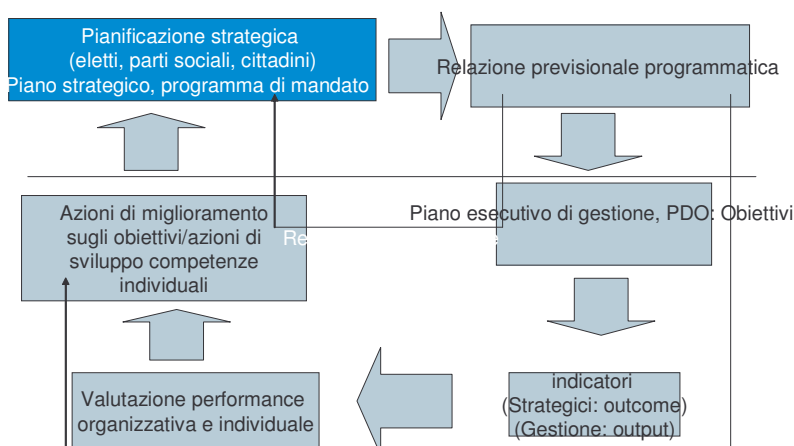 Pianificazione strategica
(eletti, parti sociali, cittadini)
Piano strategico, programma di mandato
Relazione previsionale programmatica
Azioni di miglioramento
sugli obiettivi/azioni di
sviluppo competenze
individuali
Piano esecutivo di gestione, PDO: Obiettivi
Valutazione performance
organizzativa e individuale
indicatori
(Strategici: outcome)
(Gestione: output)